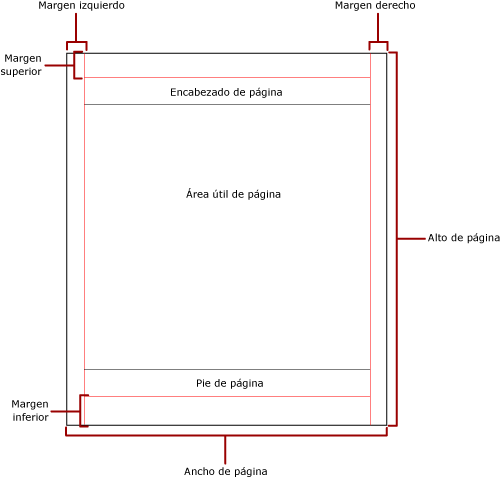 Margen izquierdo
Margen derecho
Margen
superior
Encabezado de página
Área útil de página
Alto de página
Pie de página
Margen
inferior
Ancho de página